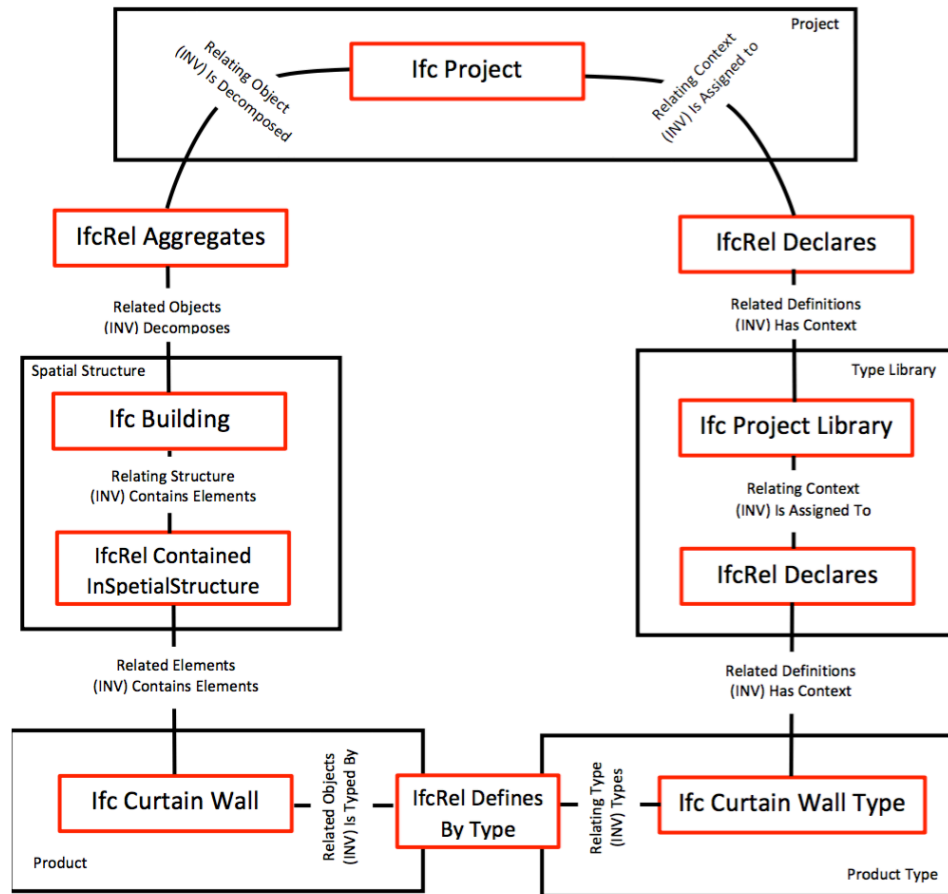 Project
Ifc Project
Relating Object
(INV) Is Decomposed
Relating Context
(INV) Is Assigned to
IfcRel Aggregates
IfcRel Declares
Related Objects
(INV) Decomposes
Related Definitions
(INV) Has Context
Spatial Structure
Type Library
Ifc Building
Ifc Project Library
Relating Structure
(INV) Contains Elements
Relating Context
(INV) Is Assigned To
IfcRel Contained
InSpetialStructure
IfcRel Declares
Related Elements
(INV) Contains Elements
Related Definitions
(INV) Has Context
Ifc Curtain Wall
Related Objects
(INV) Is Typed By
IfcRel Defines
By Type
Relating Type
(INV) Types
Ifc Curtain Wall Type
Product
Product Type